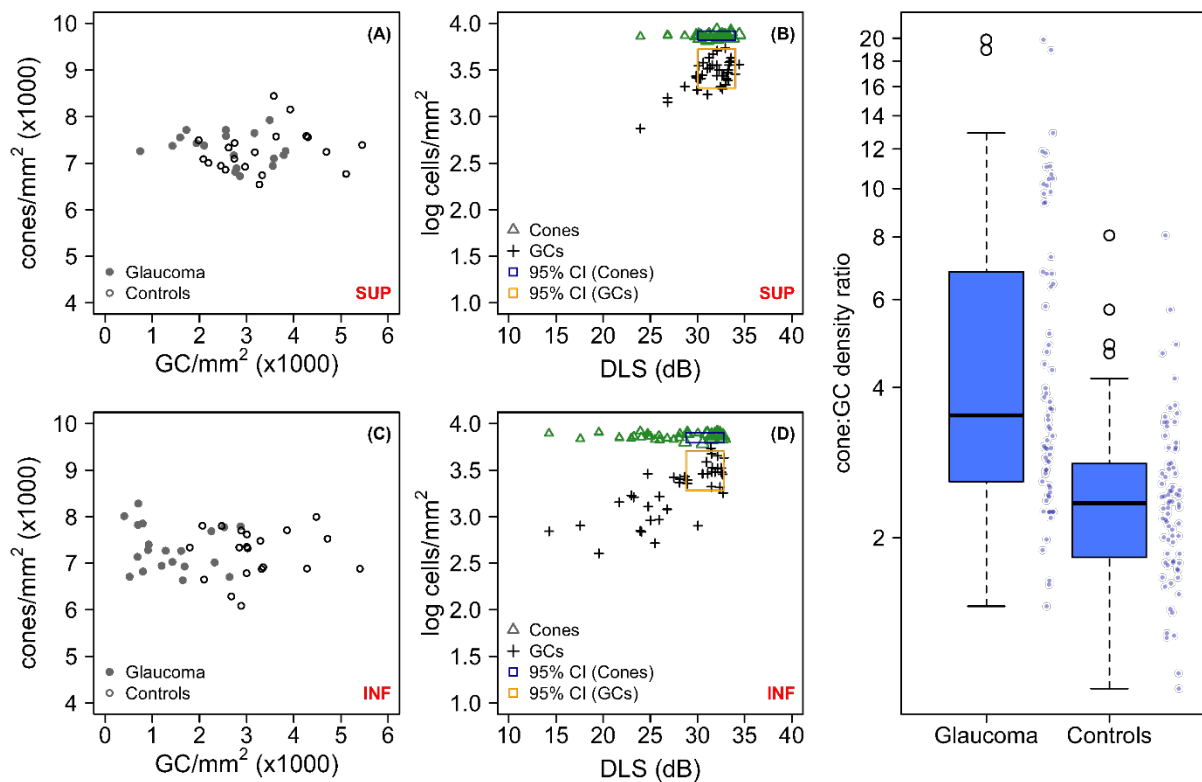 10
9
8
7
6
5
4
cones/mm² (x1000)
(A)
Glaucoma
Controls
SUP
0 1 2 3 4 5 6
GC/mm² (x1000)
4.0
3.5
3.0
2.5
2.0
1.5
1.0
log cells/mm²
(B)
Cones
GCs
95% CI (Cones)
95% CI (GCs)
SUP
10 15 20 25 30 35 40
DLS (dB)
10
9
8
7
6
5
4
cones/mm² (x1000)
(C)
Glaucoma
Controls
INF
0 1 2 3 4 5 6
GC/mm² (x1000)
4.0
3.5
3.0
2.5
2.0
1.5
1.0
log cells/mm²
(D)
Cones
GCs
95% CI (Cones)
95% CI (GCs)
INF
10 15 20 25 30 35 40
DLS (dB)
20
18
16
14
12
10
8
6
4
2
cone:GC density ratio
Glaucoma Controls